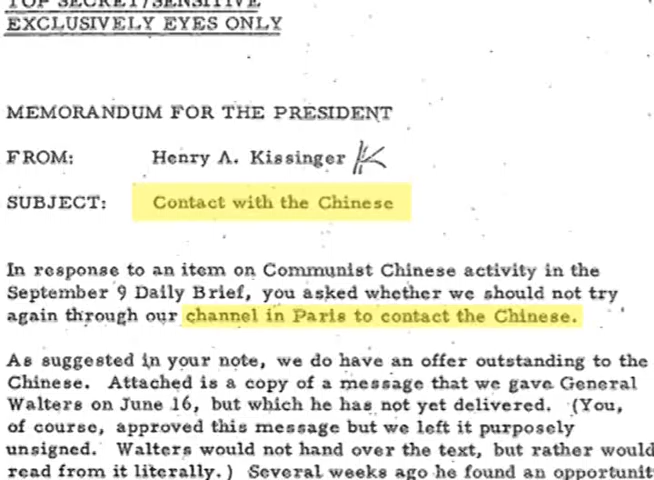 TOP SECRET/SENSITIVE
EXCLUSIVELY EYES ONLY
MEMORANDUM FOR THE PRESIDENT
FROM: Henry A. Kissinger
SUBJECT: Contact with the Chinese
In response to an item on Communist Chinese activity in the
September 9 Daily Brief, you asked whether we should not try
again through our channel in Paris to contact the Chinese.
As suggested in your note, we do have an offer outstanding to the
Chinese. Attached is a copy of a message that we gave General
Walters on June 16, but which he has not yet delivered. (You,
of course, approved this message but we left it purposely
unsigned. Walters would not hand over the text, but rather would
read from it literally.) Several weeks ago he found an